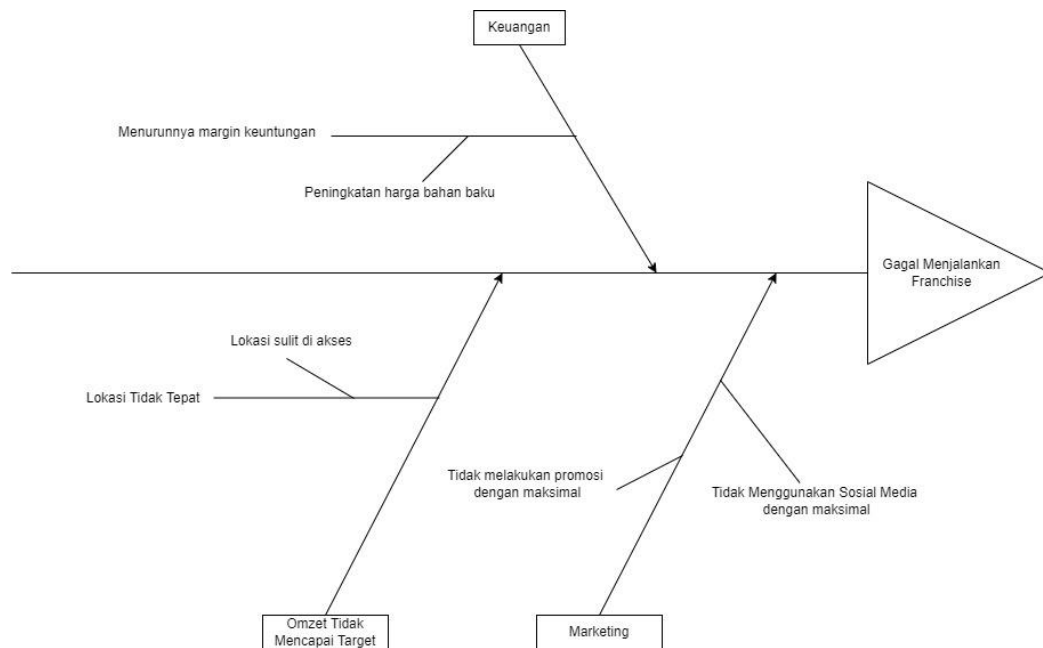 Keuangan
Menurunnya margin keuntungan
Peningkatan harga bahan baku
Gagal Menjalankan
Franchise
Lokasi sulit di akses
Lokasi Tidak Tepat
Tidak melakukan promosi
dengan maksimal
Tidak Menggunakan Sosial Media
dengan maksimal
Omzet Tidak
Mencapai Target
Marketing